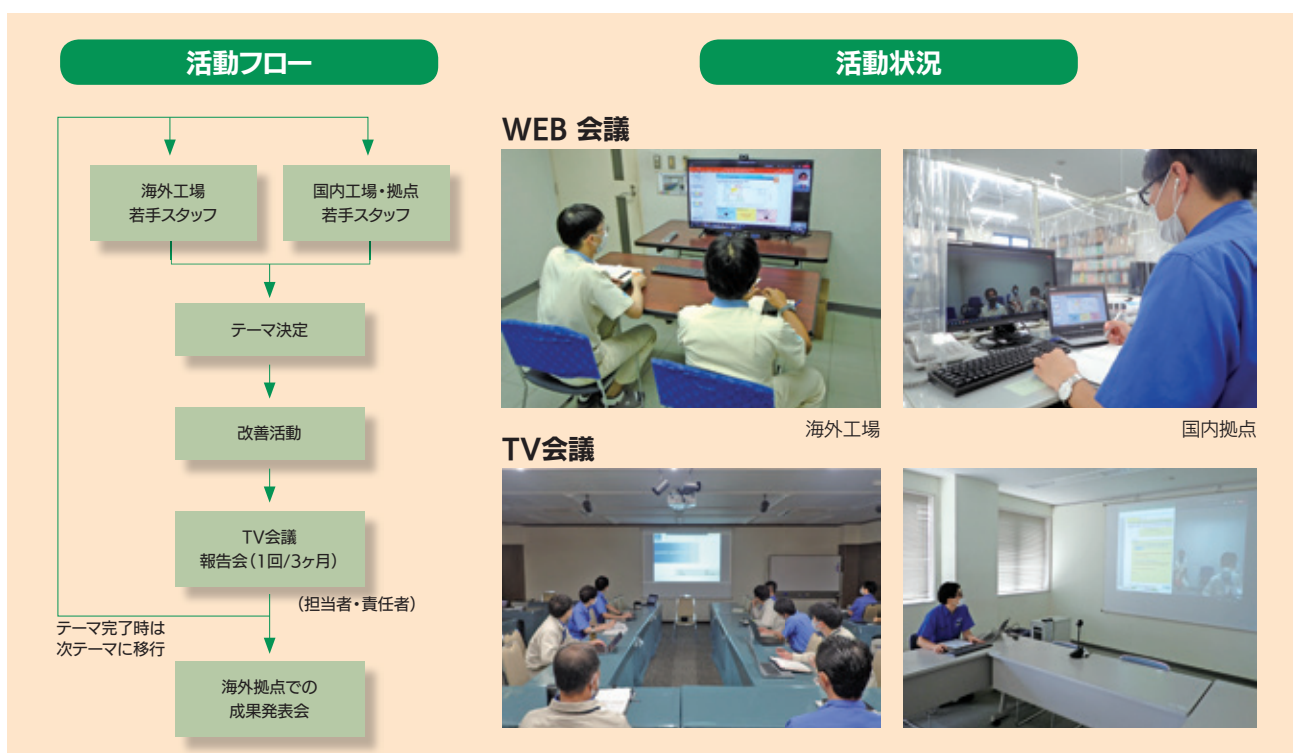 活動フロー
海外工場
若手スタッフ
国内工場・拠点
若手スタッフ
テーマ決定
改善活動
TV会議
報告会(1回/3ヶ月)
(担当者・責任者)
テーマ完了時は
次テーマに移行
海外拠点での
成果発表会
活動状況
WEB 会議
海外工場
国内拠点
TV会議